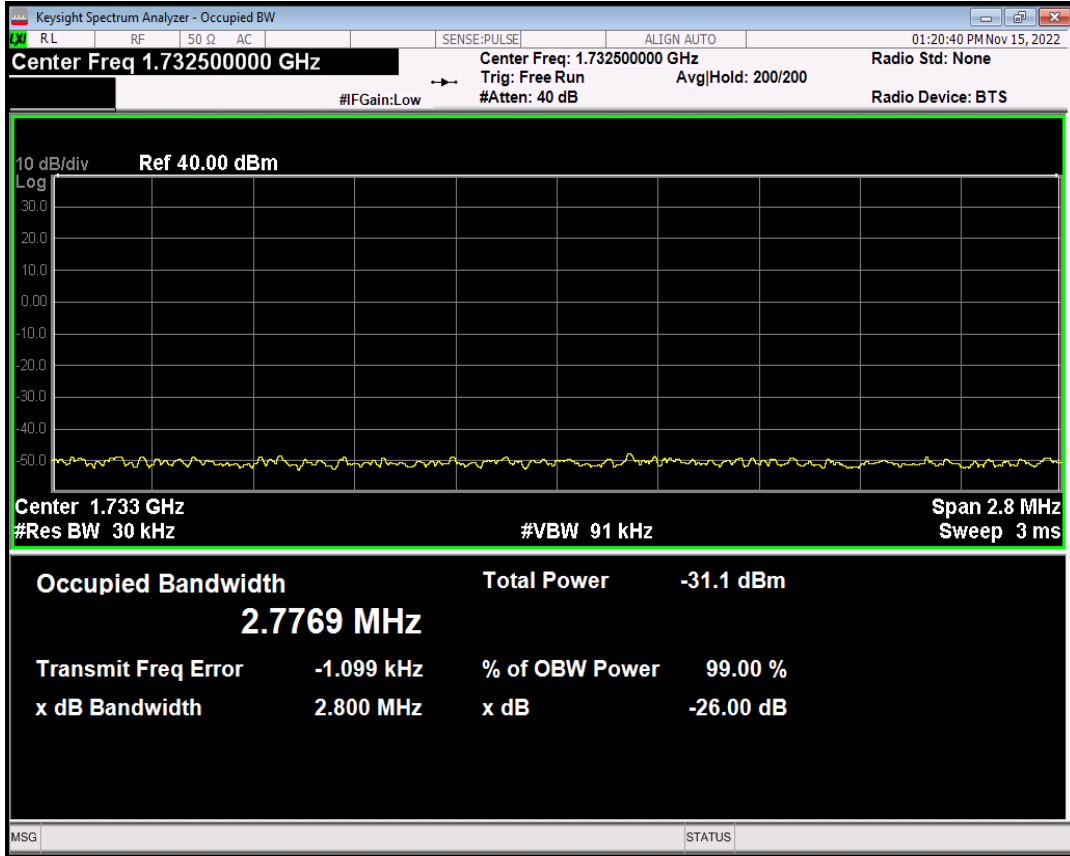 Keysight Spectrum Analyzer - Occupied BW
LXI RL RF 50 Ω AC SENSE:PULSE ALIGN AUTO 01:20:40 PM Nov 15, 2022
Center Freq 1.732500000 GHz Center Freq: 1.732500000 GHz Radio Std: None
Trig: Free Run Avg|Hold: 200/200
#IFGain:Low #Atten: 40 dB Radio Device: BTS
10 dB/div Ref 40.00 dBm
Log
30.0
20.0
10.0
0.00
-10.0
-20.0
-30.0
-40.0
-50.0
Center 1.733 GHz Span 2.8 MHz
#Res BW 30 kHz #VBW 91 kHz Sweep 3 ms
Occupied Bandwidth Total Power -31.1 dBm
2.7769 MHz
Transmit Freq Error -1.099 kHz % of OBW Power 99.00 %
x dB Bandwidth 2.800 MHz x dB -26.00 dB
MSG STATUS